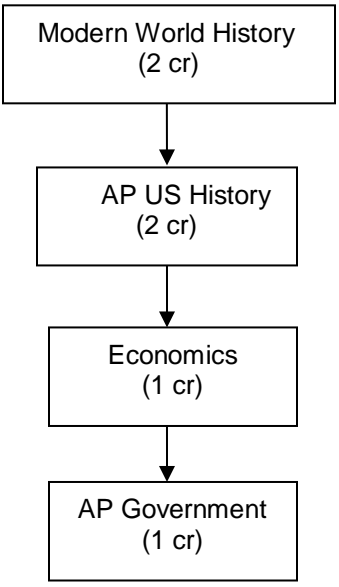 Modern World History
(2 cr)
AP US History
(2 cr)
Economics
(1 cr)
AP Government
(1 cr)